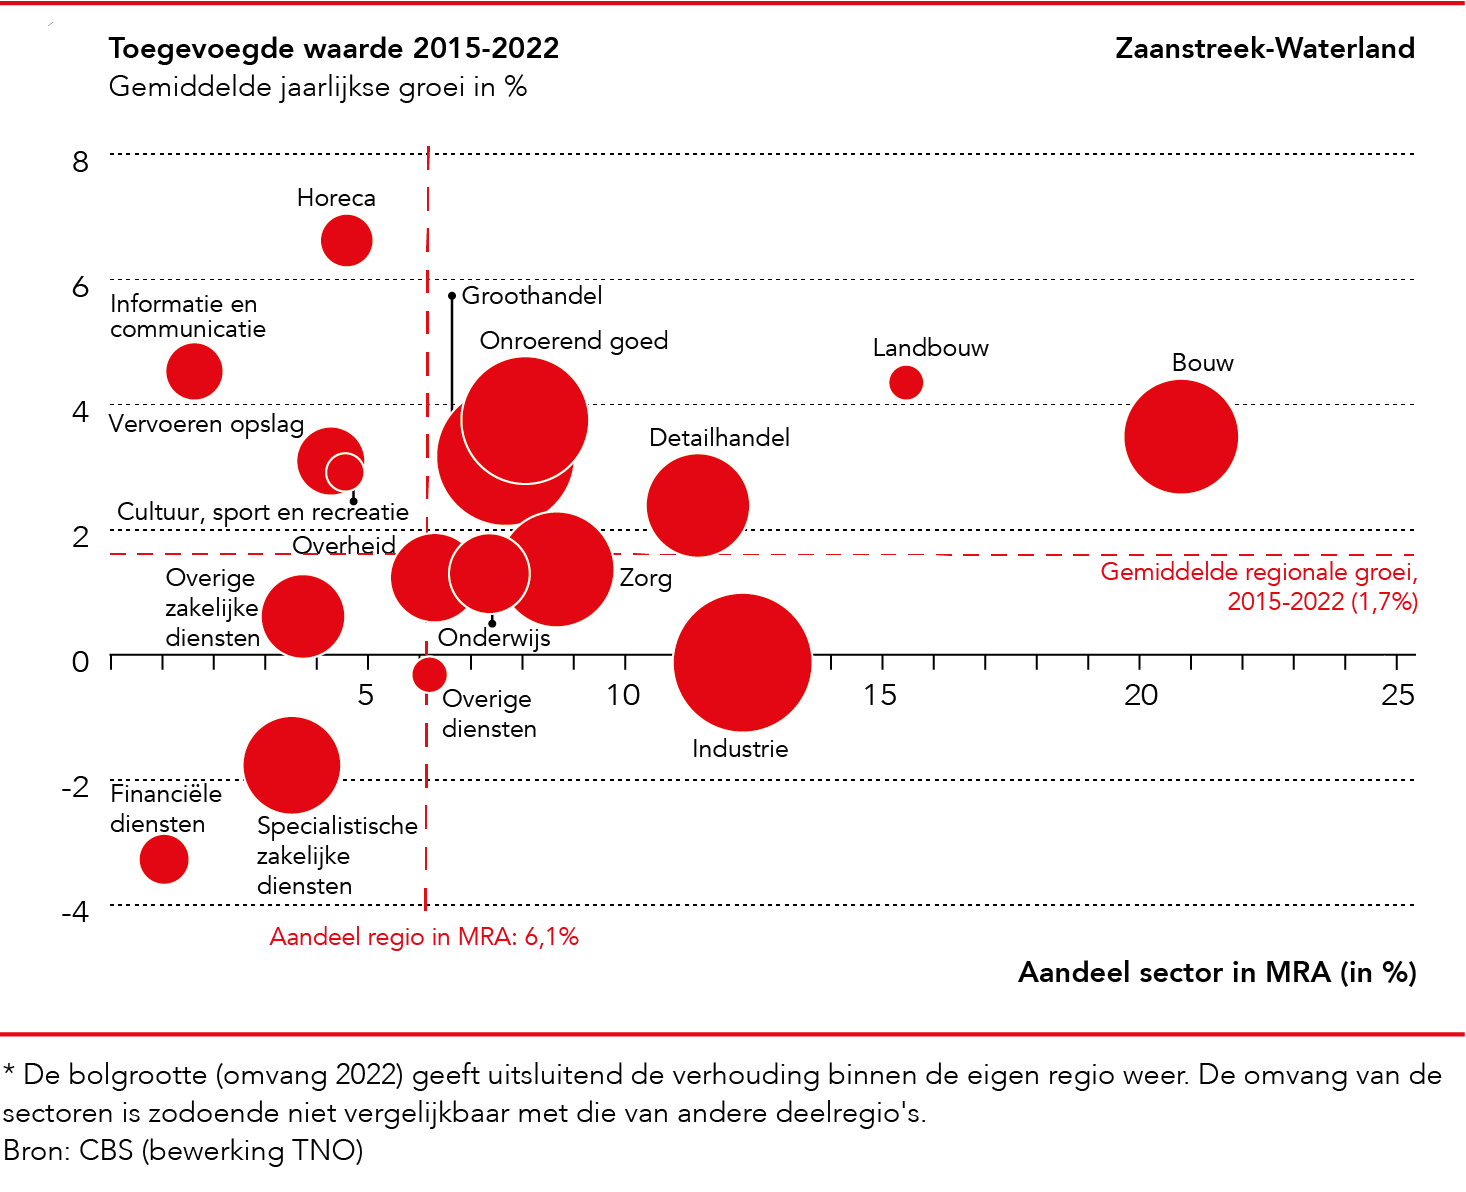 Toegevoegde waarde 2015-2022
Zaanstreek-Waterland
Gemiddelde jaarlijkse groei in %
8
Horeca
6
Groothandel
Informatie en
communicatie
Onroerend goed
Landbouw
Bouw
4
Vervoeren opslag
Detailhandel
Cultuur, sport en recreatie
2
Overheid
Gemiddelde regionale groei,
2015-2022 (1,7%)
Overige
zakelijke
diensten
Zorg
Onderwijs
0
5
10
15
20
25
Overige
diensten
Industrie
-2
Financiële
diensten
Specialistische
zakelijke
diensten
-4
Aandeel regio in MRA: 6,1%
Aandeel sector in MRA (in %)
* De bolgrootte (omvang 2022) geeft uitsluitend de verhouding binnen de eigen regio weer. De omvang van de
sectoren is zodoende niet vergelijkbaar met die van andere deelregio's.
Bron: CBS (bewerking TNO)